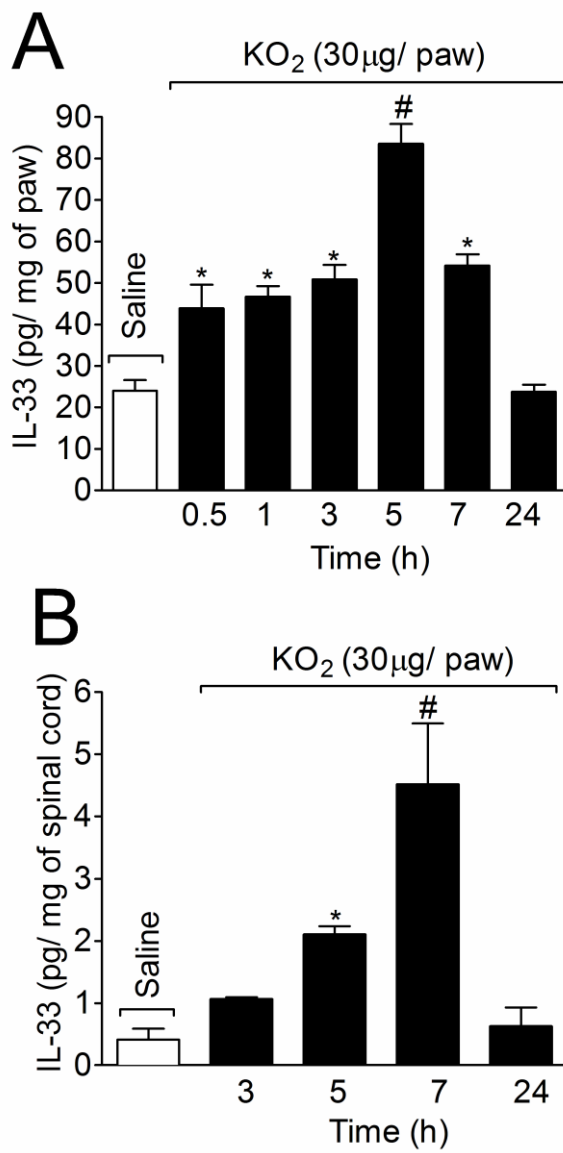 A
KO₂ (30μg/ paw)
IL-33 (pg/ mg of paw)
90
80
70
60
50
40
30
20
10
0
Saline
*
*
*
#
*
0.5 1 3 5 7 24
Time (h)
B
KO₂ (30μg/ paw)
IL-33 (pg/ mg of spinal cord)
6
5
4
3
2
1
0
Saline
*
#
3 5 7 24
Time (h)